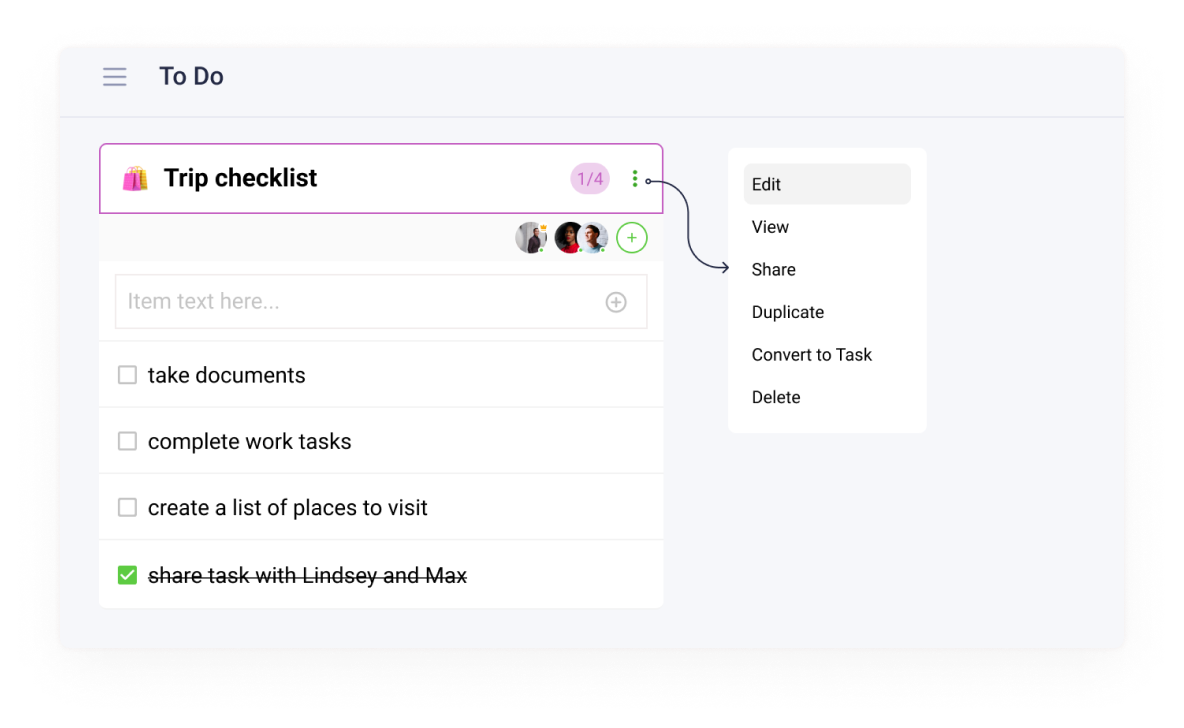 To Do
Trip checklist
1/4
Item text here...
take documents
complete work tasks
create a list of places to visit
share task with Lindsey and Max
Edit
View
Share
Duplicate
Convert to Task
Delete